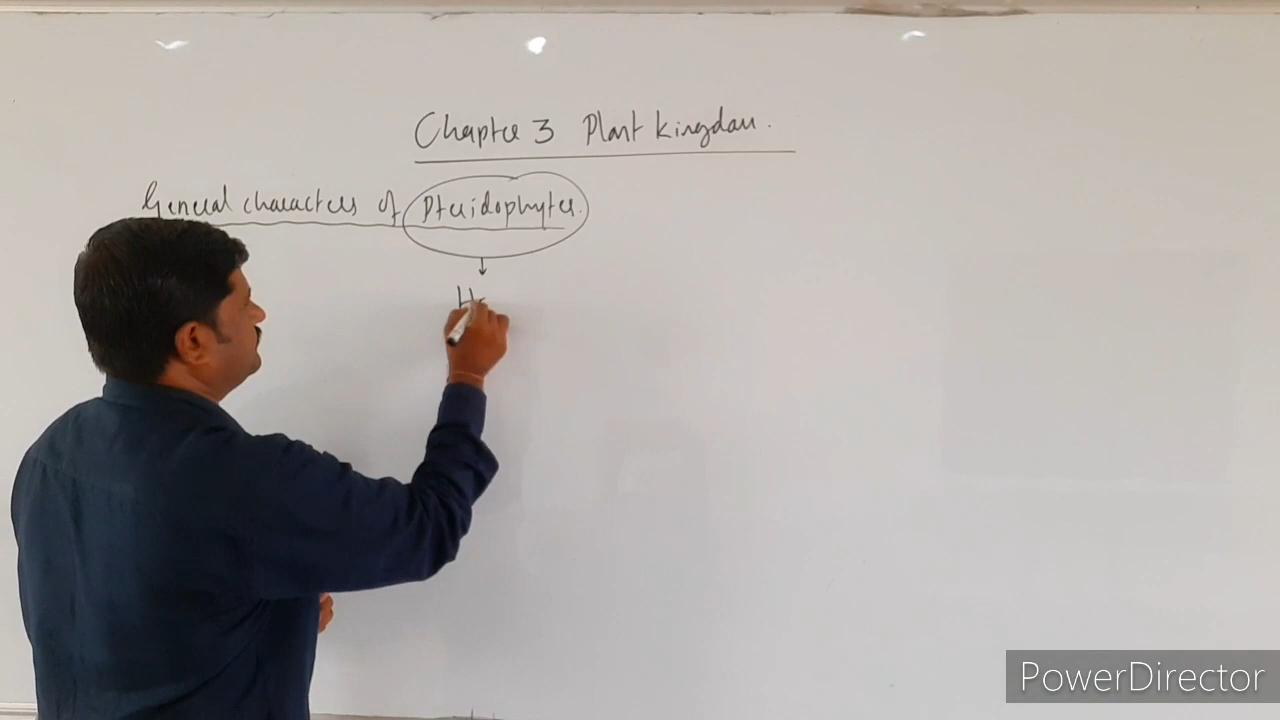 Chapter 3 Plant Kingdom.
General characters of Pteridophytes.
H
PowerDirector